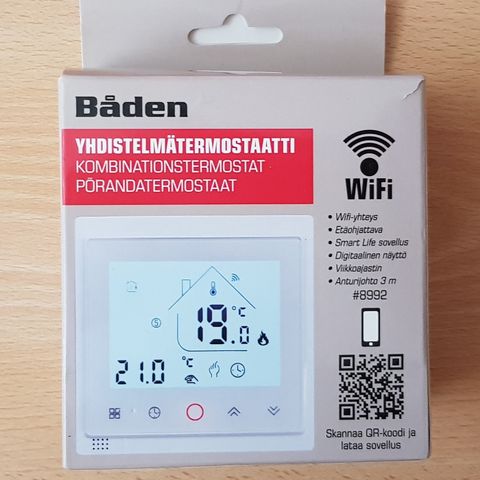 Båden
YHDISTELMÄTERMOSTAATTI
KOMBINATIONSTERMOSTAT
PÕRANDATERMOSTAAT
WiFi
• Wifi-yhteys
• Etäohjattava
• Smart Life sovellus
• Digitaalinen näyttö
• Viikkoajastin
• Anturijohto 3 m
#8992
5
19.0 °C
21.0 °C
Skannaa QR-koodi ja
lataa sovellus